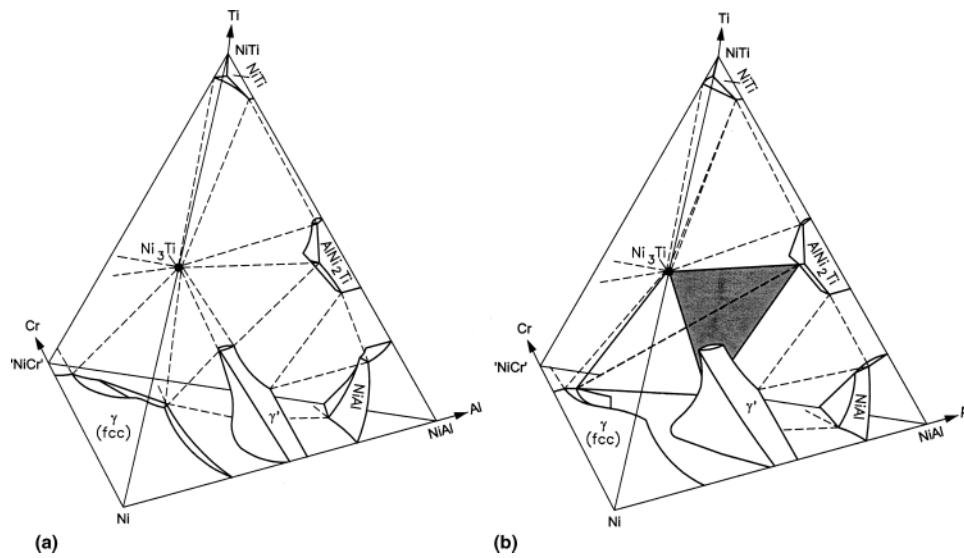 Ti
NiTi
NiTi
Ni3Ti
AlNi2Ti
Cr
'NiCr'
γ
(fcc)
γ'
NiAl
Al
NiAl
Ni
(a)
Ti
NiTi
NiTi
Ni3Ti
AlNi2Ti
Cr
'NiCr'
γ
(fcc)
γ'
NiAl
NiAl
Ni
(b)